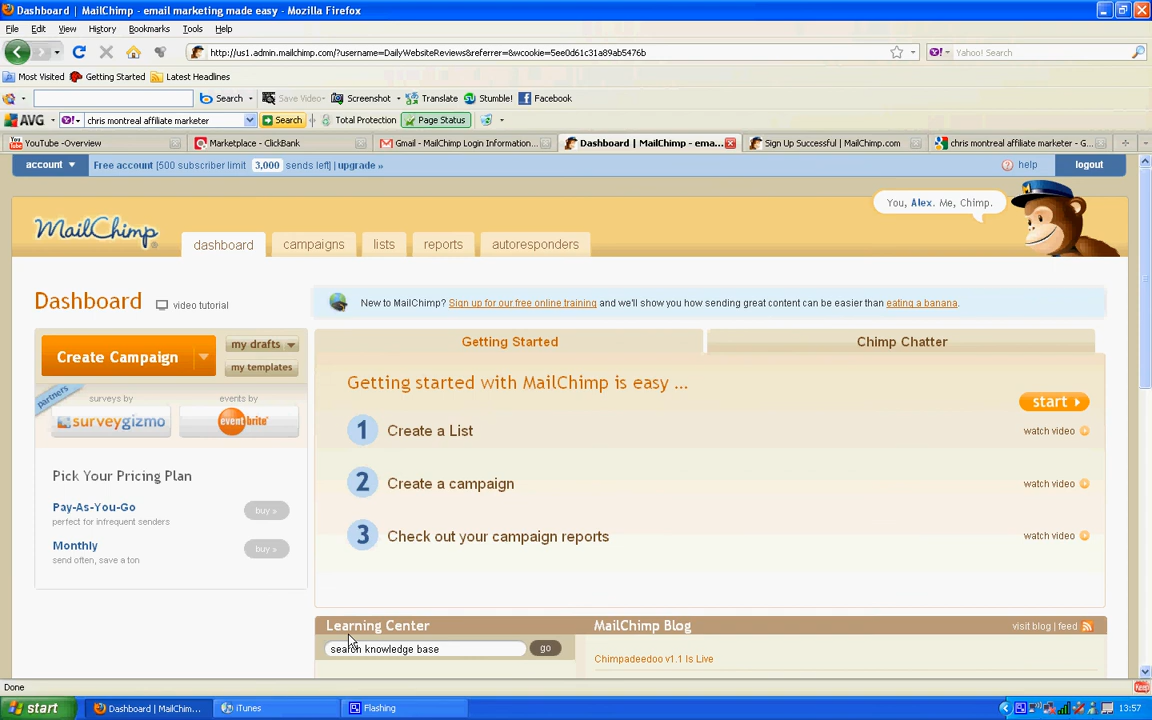 Dashboard | MailChimp - email marketing made easy - Mozilla Firefox
File Edit View History Bookmarks Tools Help
http://us1.admin.mailchimp.com/?username=DailyWebsiteReviews&referrer=&wcookie=5ee0d61c31a89ab5476b
Yahoo! Search
Most Visited Getting Started Latest Headlines
Search Save Video Screenshot Translate Stumble! Facebook
AVG chris montreal affiliate marketer Search Total Protection Page Status
YouTube -Overview
Marketplace - ClickBank
Gmail - MailChimp Login Information...
Dashboard | MailChimp - ema...
Sign Up Successful | MailChimp.com
chris montreal affiliate marketer - G...
account Free account [500 subscriber limit 3,000 sends left] | upgrade » help logout
You, Alex. Me, Chimp.
MailChimp
dashboard campaigns lists reports autoresponders
Dashboard video tutorial
New to MailChimp? Sign up for our free online training and we'll show you how sending great content can be easier than eating a banana.
Create Campaign
my drafts
my templates
partners
surveys by
surveygizmo
events by
eventbrite
Pick Your Pricing Plan
Pay-As-You-Go
perfect for infrequent senders
buy »
Monthly
send often, save a ton
buy »
Getting Started
Chimp Chatter
Getting started with MailChimp is easy ...
start
1 Create a List watch video
2 Create a campaign watch video
3 Check out your campaign reports watch video
Learning Center
search knowledge base go
MailChimp Blog visit blog | feed
Chimpadeedoo v1.1 Is Live
Done
start
Dashboard | MailChim...
iTunes
Flashing
13:57